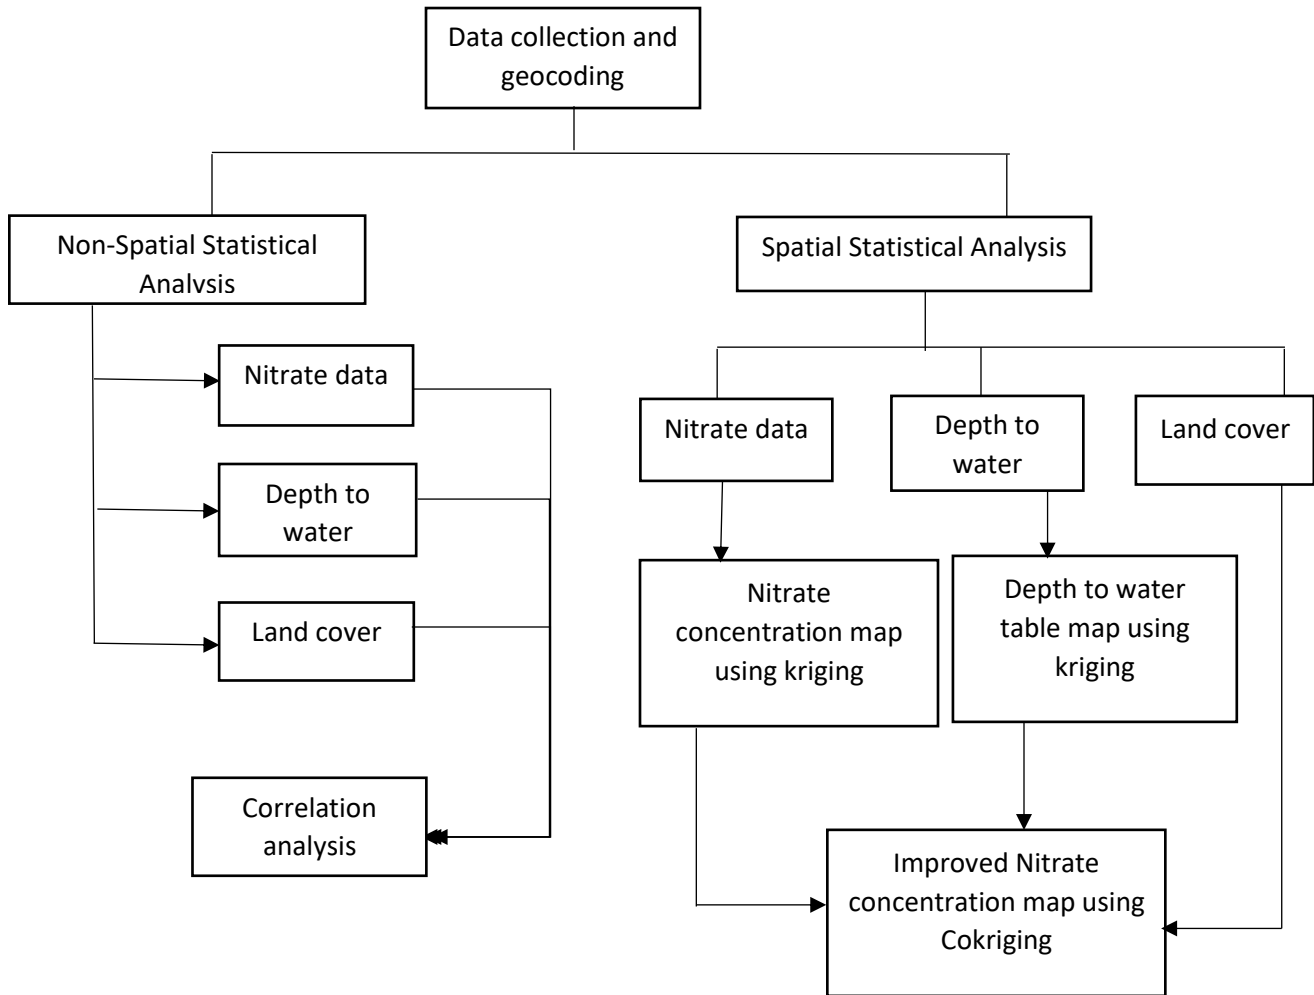 Data collection and
geocoding
Non-Spatial Statistical
Analysis
Spatial Statistical Analysis
Nitrate data
Depth to
water
Land cover
Correlation
analysis
Nitrate data
Depth to
water
Land cover
Nitrate
concentration map
using kriging
Depth to water
table map using
kriging
Improved Nitrate
concentration map using
Cokriging